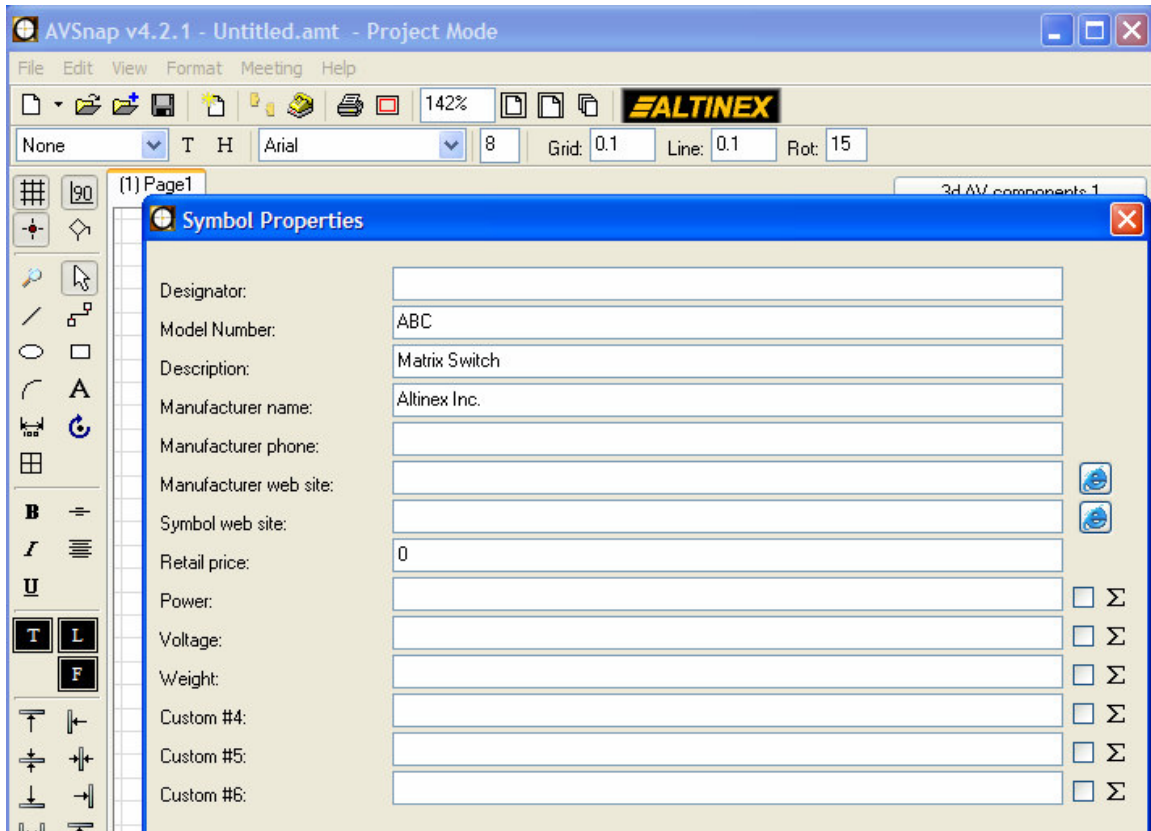 AVSnap v4.2.1 - Untitled.amt - Project Mode
File Edit View Format Meeting Help
142% ALTINEX
None T H Arial 8 Grid: 0.1 Line: 0.1 Rot: 15
(1) Page1
3d AV components 1
90
Symbol Properties
Designator:
Model Number: ABC
Description: Matrix Switch
Manufacturer name: Altinex Inc.
Manufacturer phone:
Manufacturer web site:
Symbol web site:
Retail price: 0
Power: Σ
Voltage: Σ
Weight: Σ
Custom #4: Σ
Custom #5: Σ
Custom #6: Σ
A
100
B
I
U
T L
F